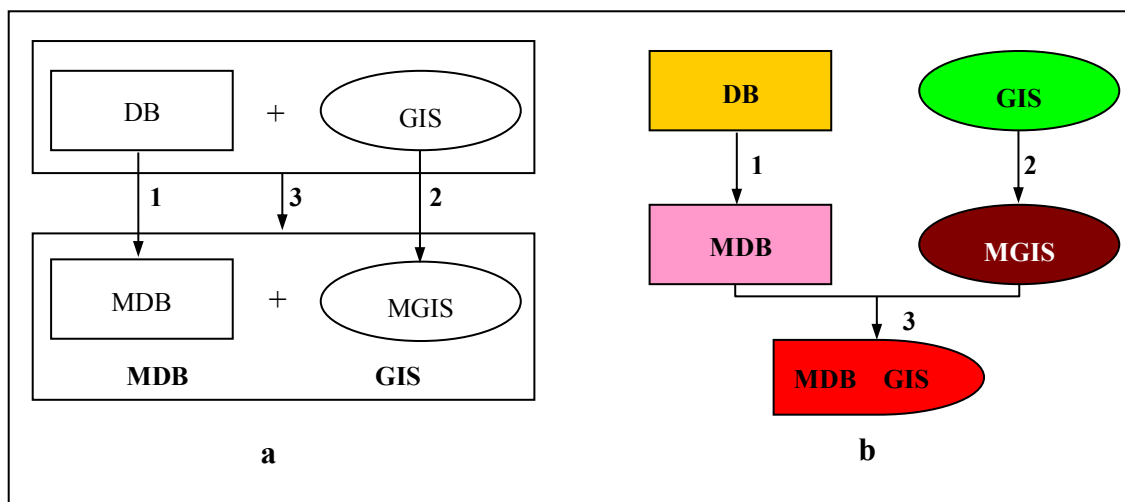 DB + GIS
1 3 2
MDB + MGIS
MDB GIS
a
DB GIS
1 2
MDB MGIS
3
MDB GIS
b